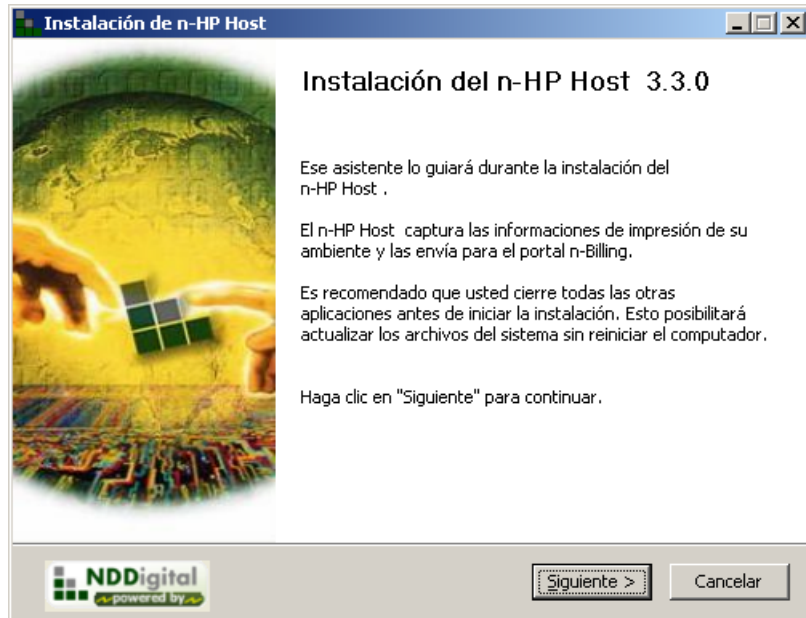 Instalación de n-HP Host
Instalación del n-HP Host 3.3.0
Ese asistente lo guiará durante la instalación del
n-HP Host .
El n-HP Host captura las informaciones de impresión de su
ambiente y las envía para el portal n-Billing.
Es recomendado que usted cierre todas las otras
aplicaciones antes de iniciar la instalación. Esto posibilitará
actualizar los archivos del sistema sin reiniciar el computador.
Haga clic en "Siguiente" para continuar.
NDDigital
powered by
Siguiente >
Cancelar